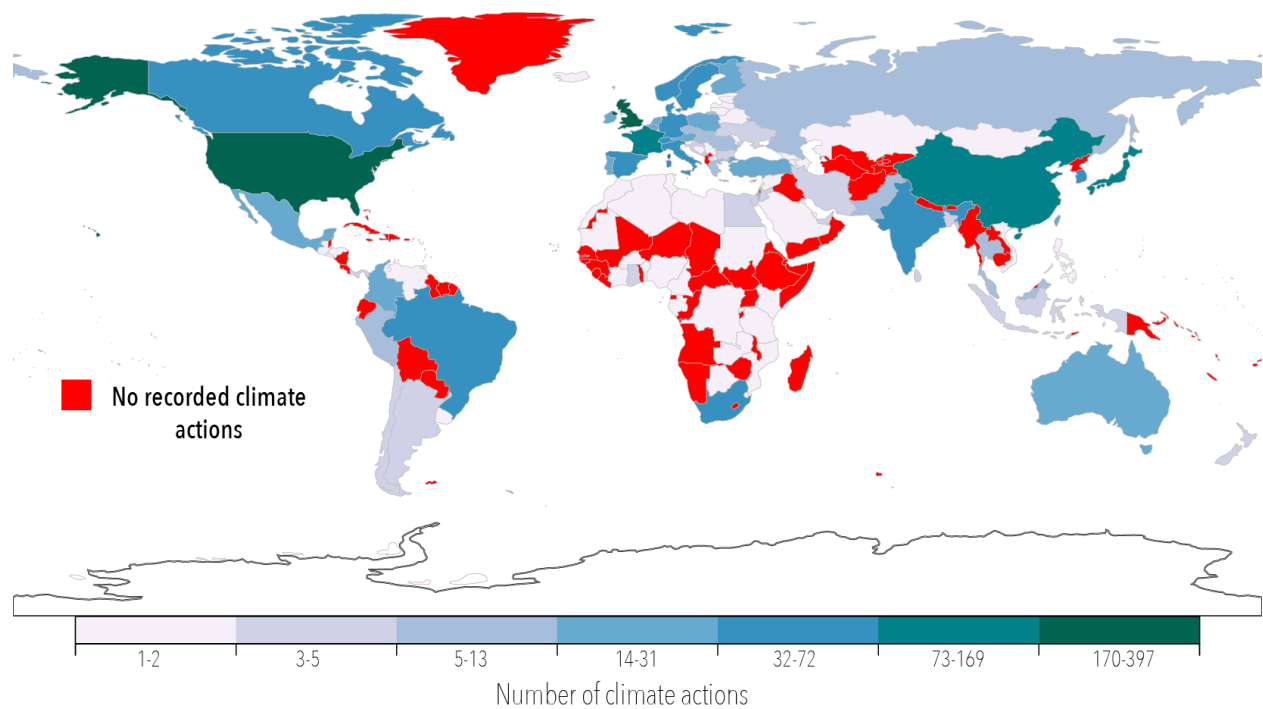 No recorded climate
actions
1-2 3-5 5-13 14-31 32-72 73-169 170-397
Number of climate actions